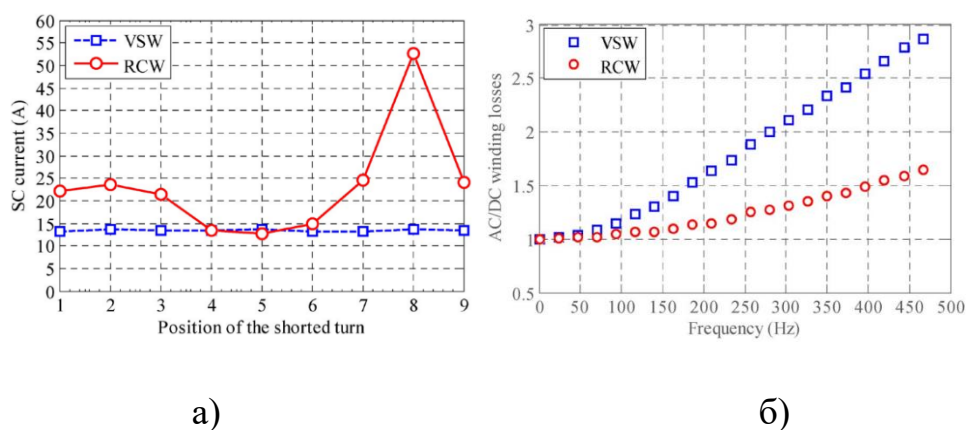 60
55
50
45
40
35
30
25
20
15
10
5
0
SC current (A)
VSW
RCW
1 2 3 4 5 6 7 8 9
Position of the shorted turn
а)
3
2.5
2
1.5
1
0.5
AC/DC winding losses
VSW
RCW
0 50 100 150 200 250 300 350 400 450 500
Frequency (Hz)
б)